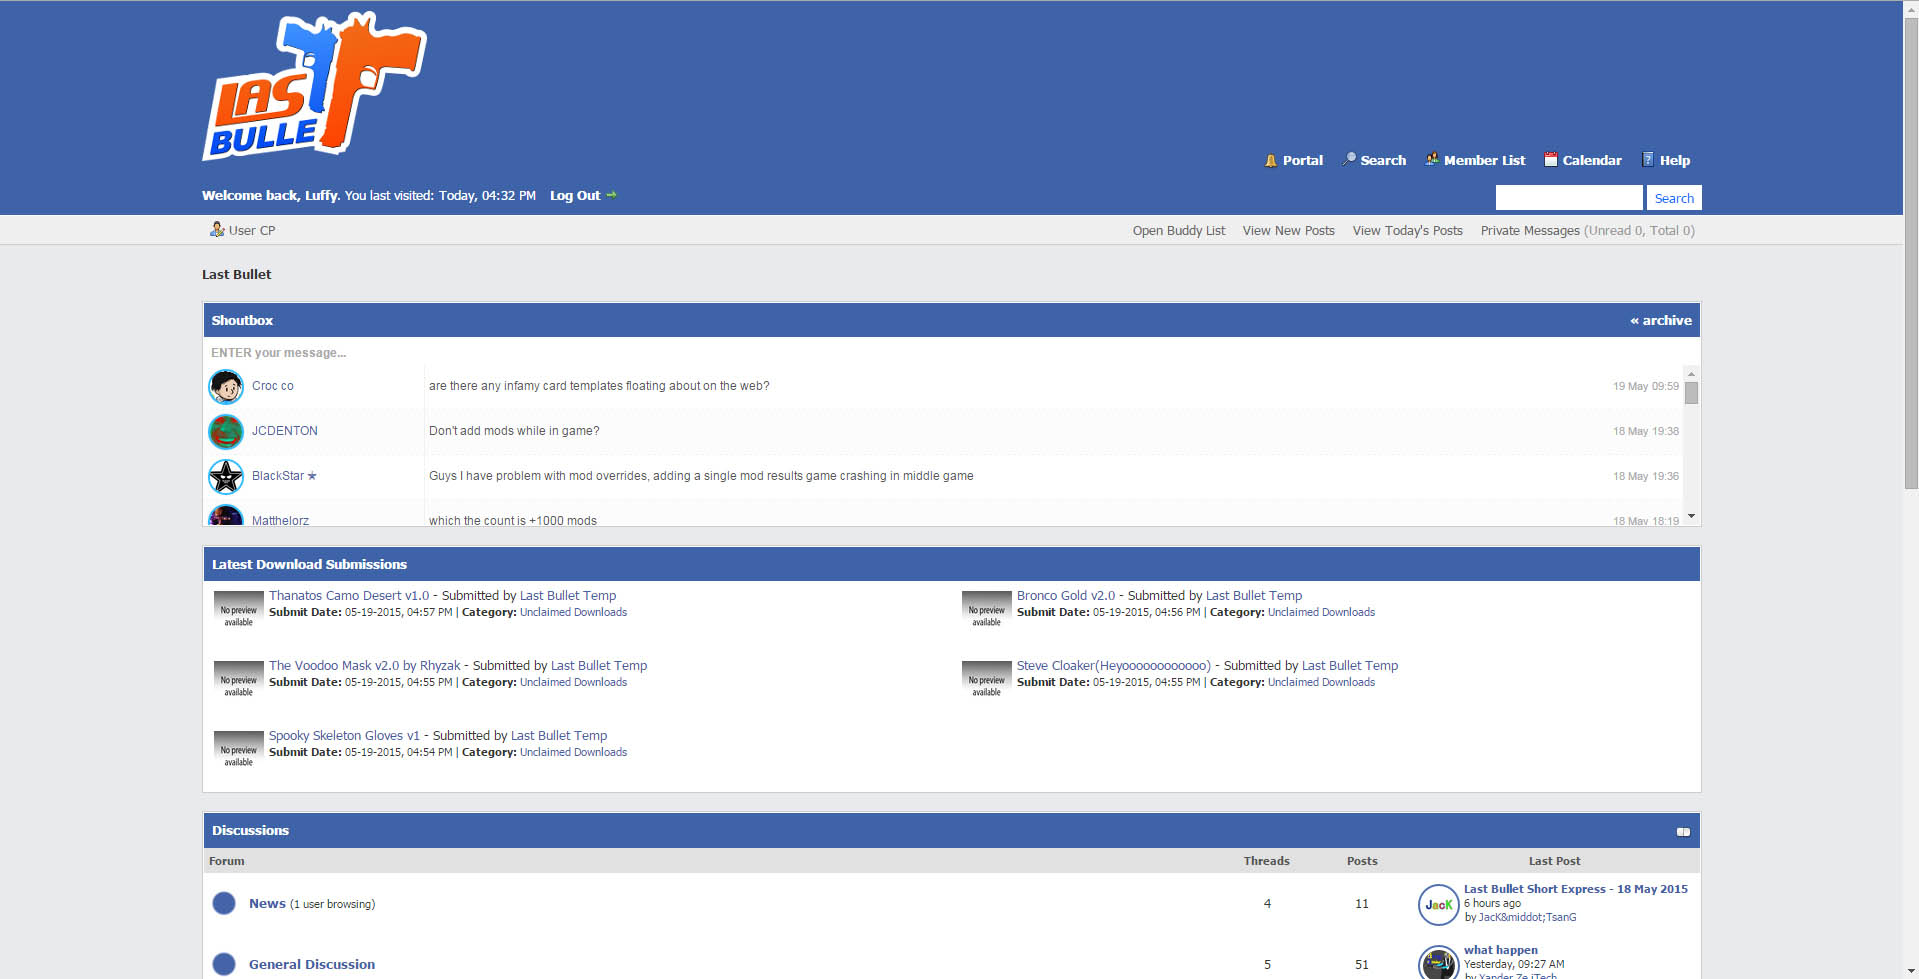 LAST
BULLE
Portal Search Member List Calendar Help
Welcome back, Luffy. You last visited: Today, 04:32 PM Log Out
Search
User CP Open Buddy List View New Posts View Today's Posts Private Messages (Unread 0, Total 0)
Last Bullet
Shoutbox « archive
ENTER your message...
Croc co are there any infamy card templates floating about on the web? 19 May 09:59
JCDENTON Don't add mods while in game? 18 May 19:38
BlackStar ★ Guys I have problem with mod overrides, adding a single mod results game crashing in middle game 18 May 19:36
Matthelorz which the count is +1000 mods 18 May 18:19
Latest Download Submissions
No preview available
Thanatos Camo Desert v1.0 - Submitted by Last Bullet Temp
Submit Date: 05-19-2015, 04:57 PM | Category: Unclaimed Downloads
No preview available
Bronco Gold v2.0 - Submitted by Last Bullet Temp
Submit Date: 05-19-2015, 04:56 PM | Category: Unclaimed Downloads
No preview available
The Voodoo Mask v2.0 by Rhyzak - Submitted by Last Bullet Temp
Submit Date: 05-19-2015, 04:55 PM | Category: Unclaimed Downloads
No preview available
Steve Cloaker(Heyoooooooooooo) - Submitted by Last Bullet Temp
Submit Date: 05-19-2015, 04:55 PM | Category: Unclaimed Downloads
No preview available
Spooky Skeleton Gloves v1 - Submitted by Last Bullet Temp
Submit Date: 05-19-2015, 04:54 PM | Category: Unclaimed Downloads
Discussions
Forum Threads Posts Last Post
News (1 user browsing) 4 11
JacK
Last Bullet Short Express - 18 May 2015
6 hours ago
by JacK&middot;TsanG
General Discussion 5 51
what happen
Yesterday, 09:27 AM
by Xander Ze iTech